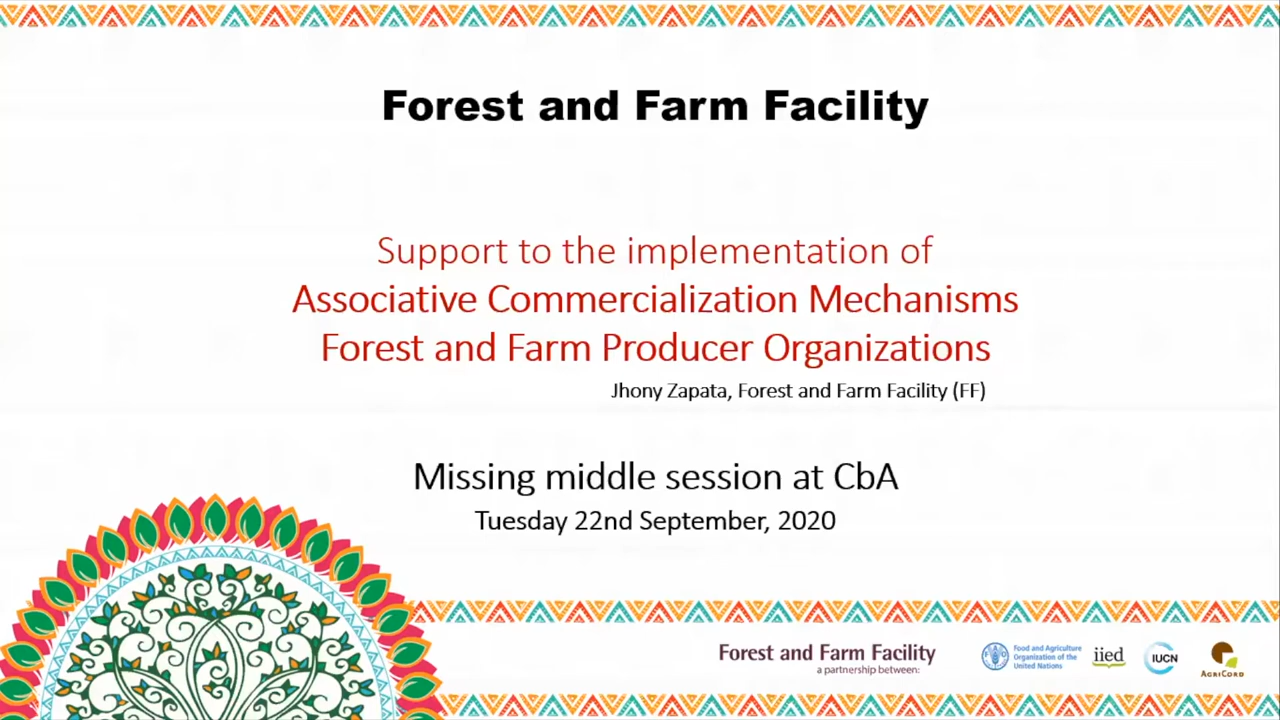 Forest and Farm Facility
Support to the implementation of
Associative Commercialization Mechanisms
Forest and Farm Producer Organizations
Jhony Zapata, Forest and Farm Facility (FF)
Missing middle session at CbA
Tuesday 22nd September, 2020
Forest and Farm Facility
a partnership between:
Food and Agriculture
Organization of the
United Nations
iied
IUCN
AGRICORD